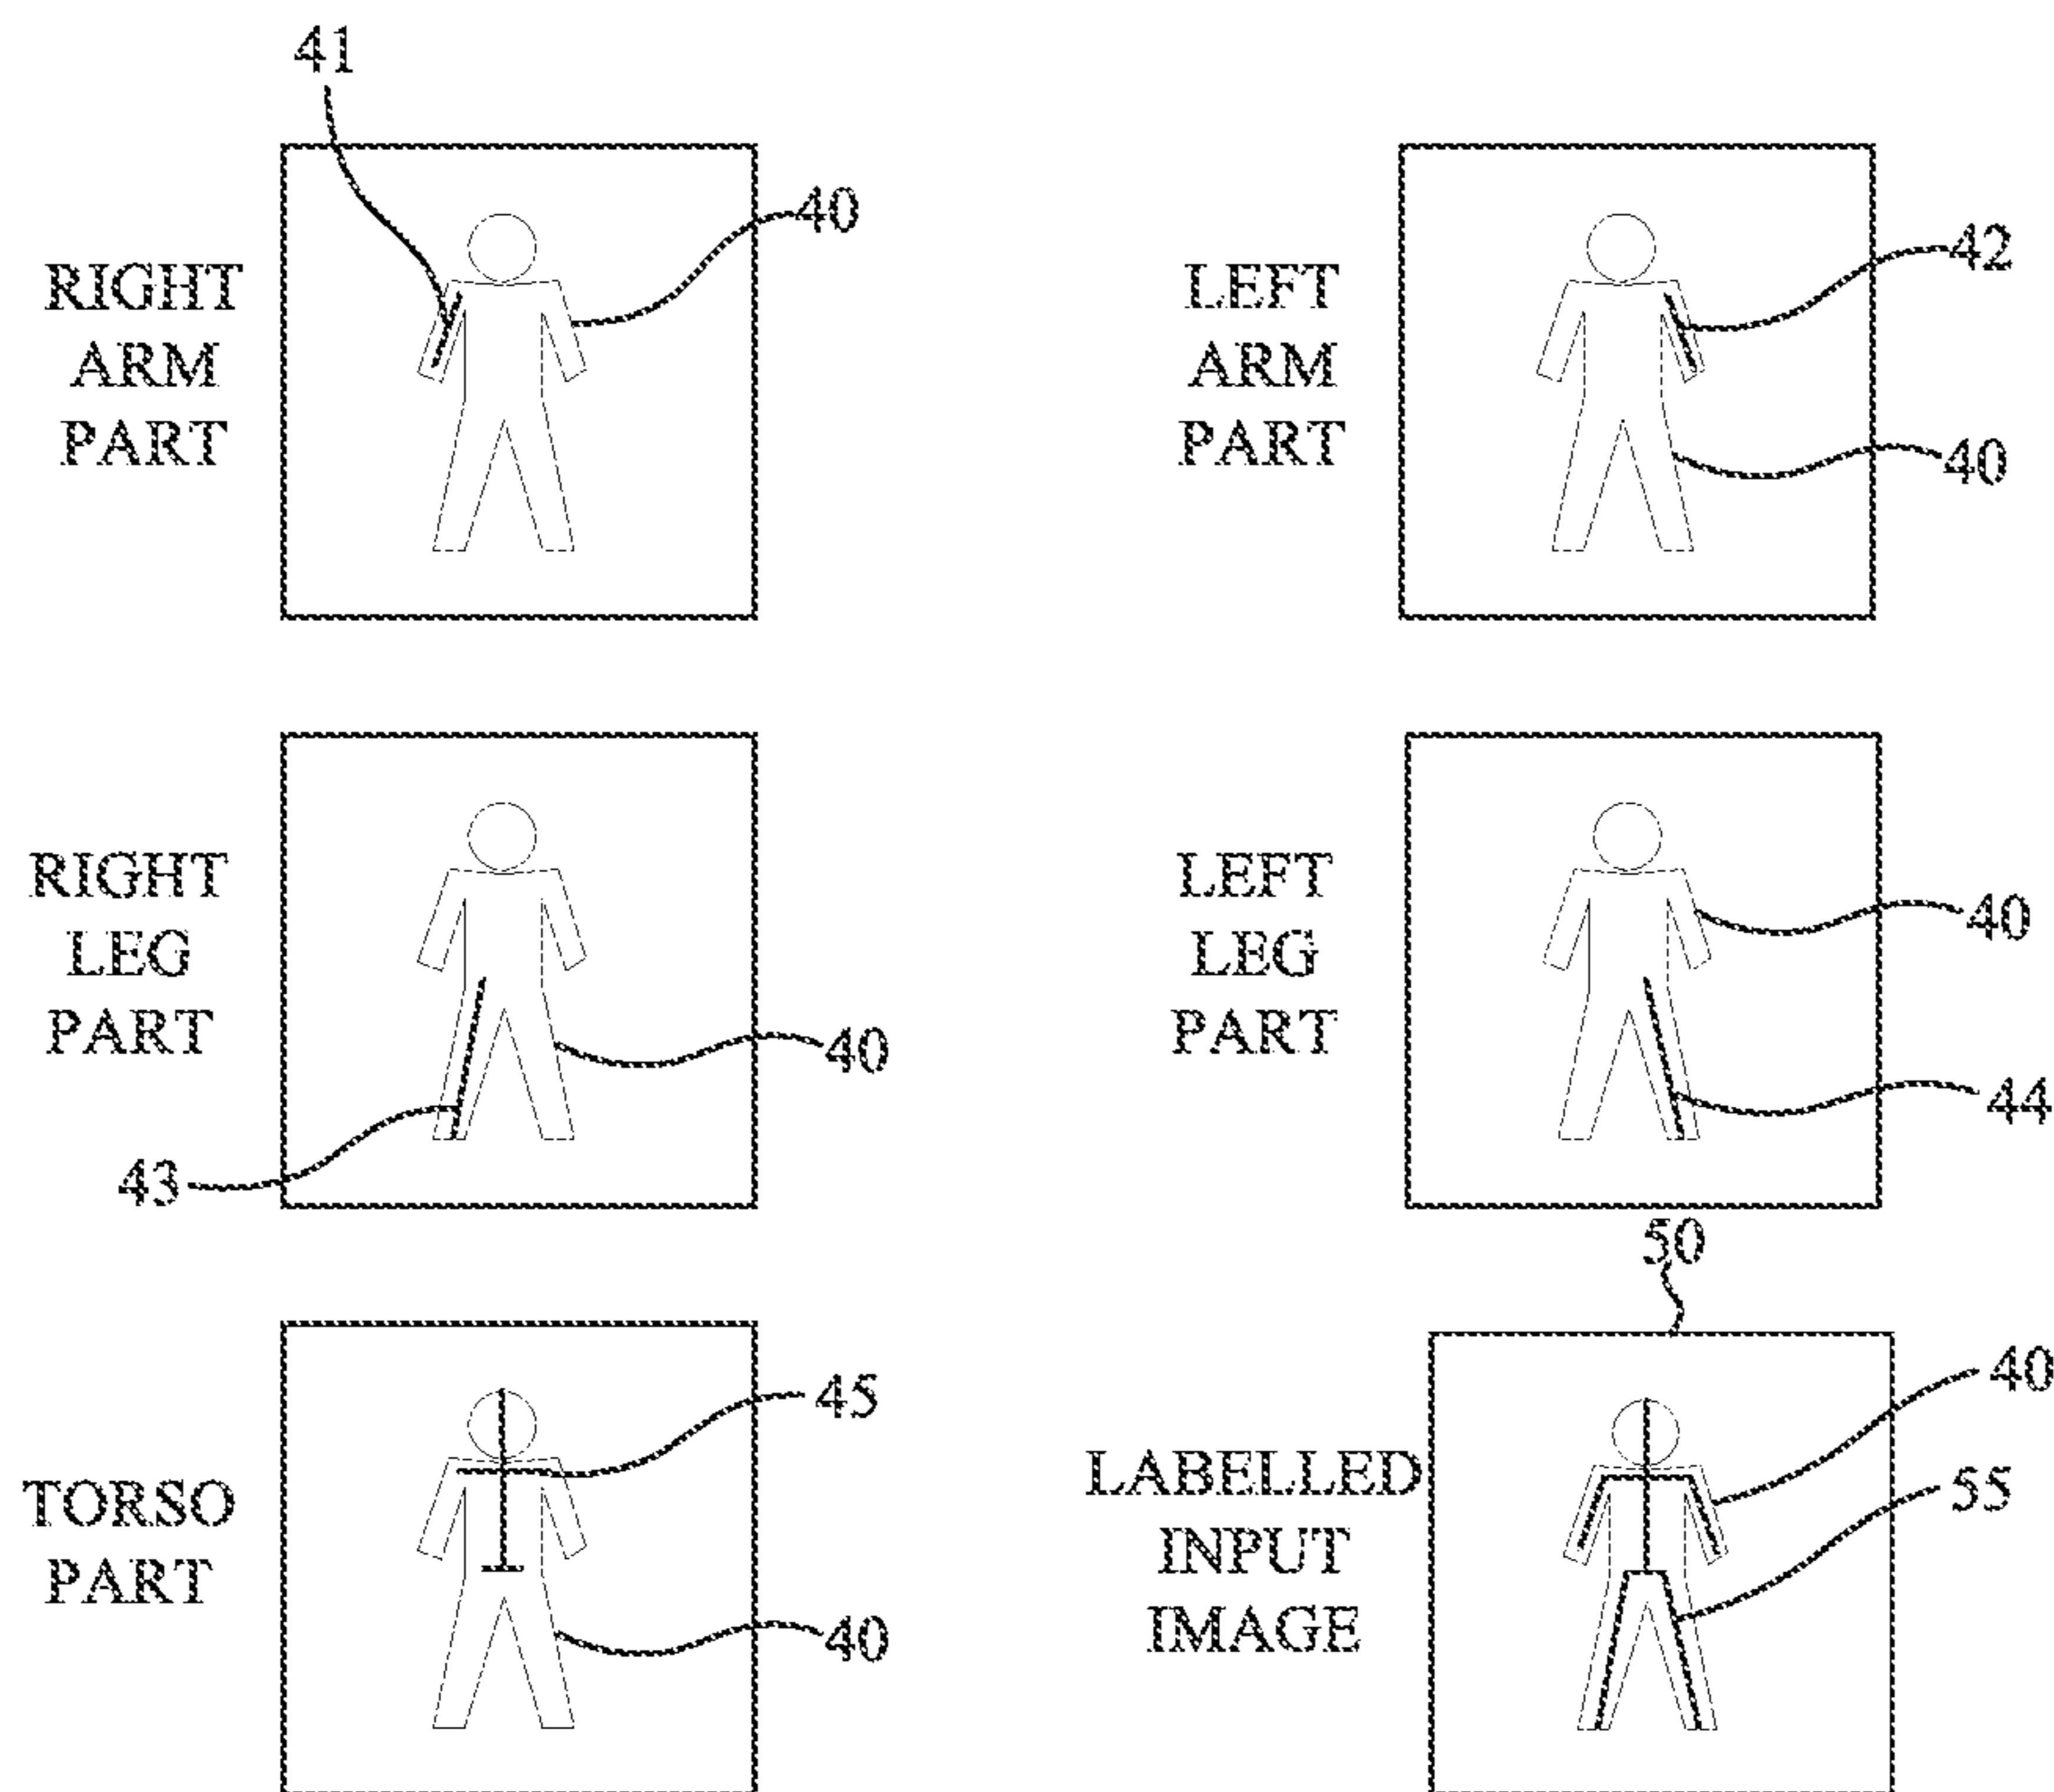 41
40
RIGHT
ARM
PART
42
LEFT
ARM
PART
40
RIGHT
LEG
PART
40
43
LEFT
LEG
PART
40
44
TORSO
PART
45
40
50
LABELLED
INPUT
IMAGE
40
55